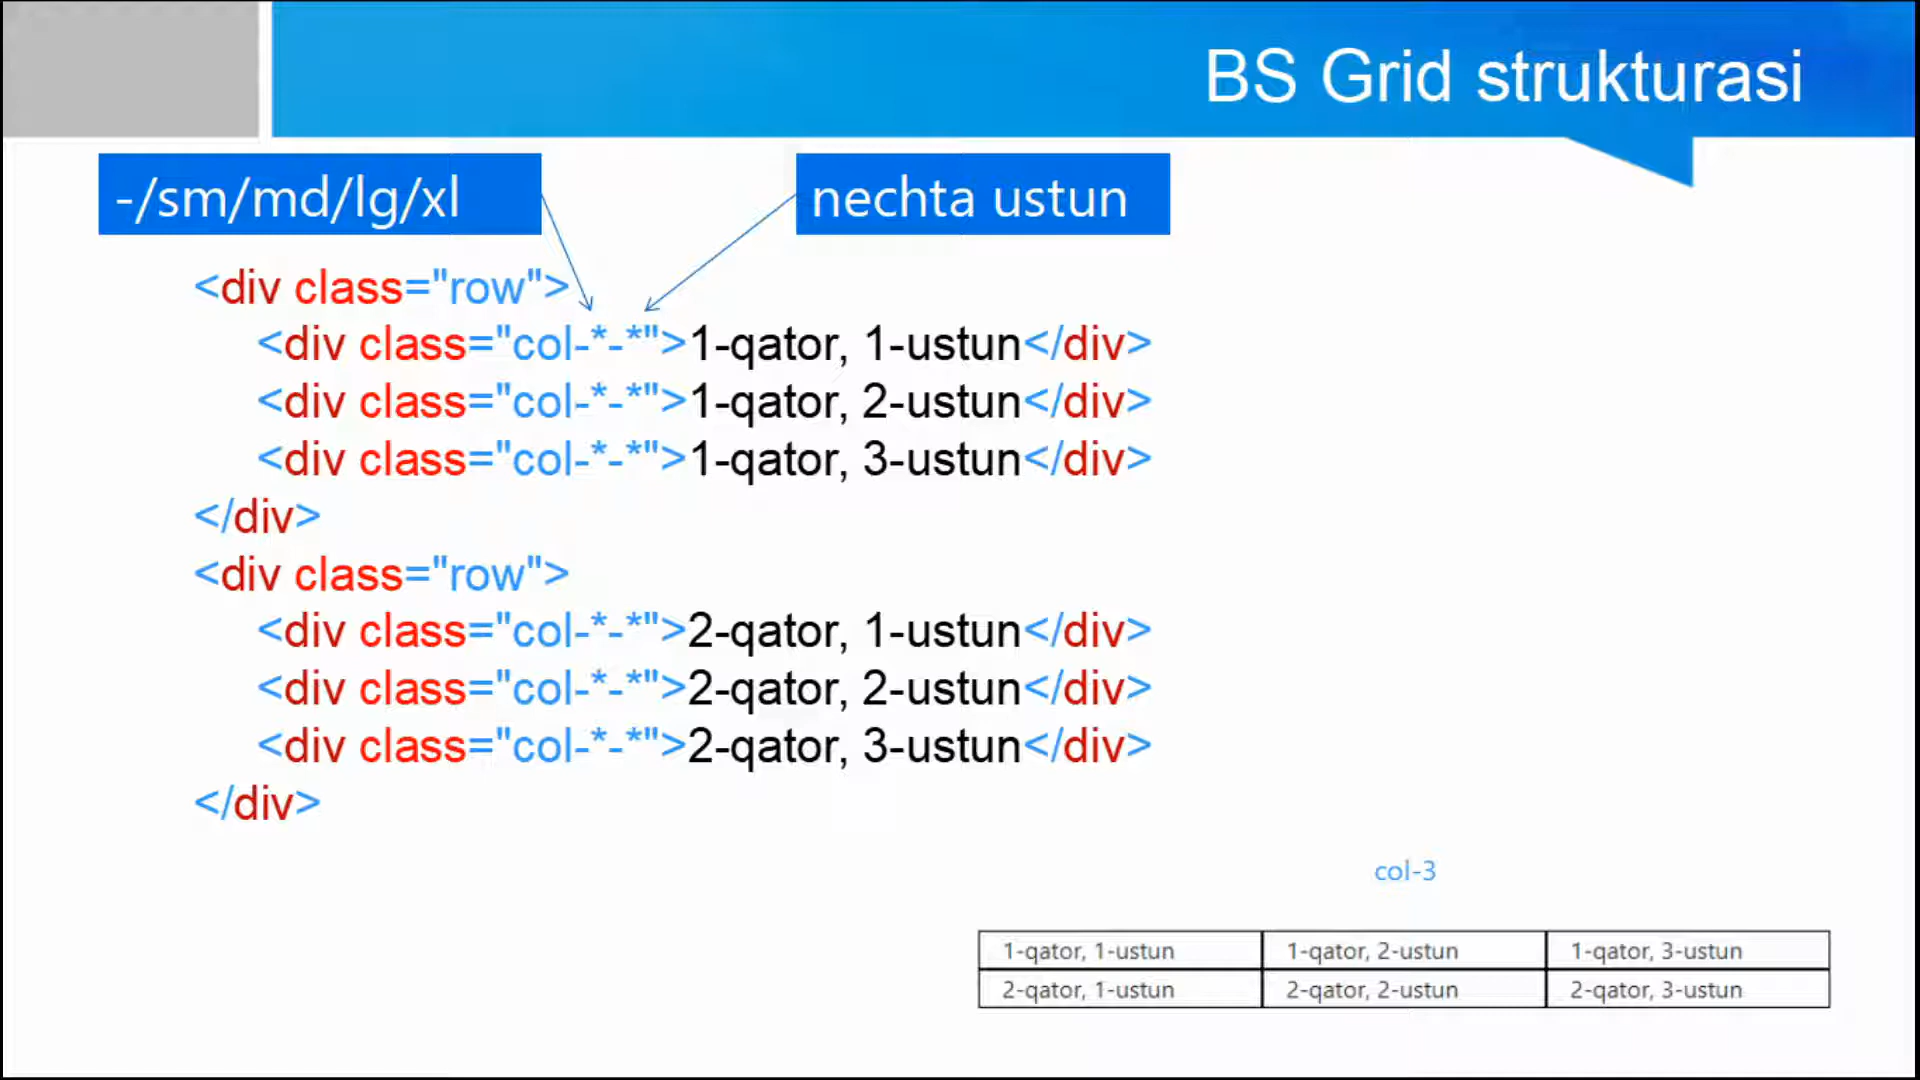 BS Grid strukturasi
-/sm/md/lg/xl
nechta ustun
<div class="row">
<div class="col-*-*">1-qator, 1-ustun</div>
<div class="col-*-*">1-qator, 2-ustun</div>
<div class="col-*-*">1-qator, 3-ustun</div>
</div>
<div class="row">
<div class="col-*-*">2-qator, 1-ustun</div>
<div class="col-*-*">2-qator, 2-ustun</div>
<div class="col-*-*">2-qator, 3-ustun</div>
</div>
col-3
1-qator, 1-ustun 1-qator, 2-ustun 1-qator, 3-ustun
2-qator, 1-ustun 2-qator, 2-ustun 2-qator, 3-ustun